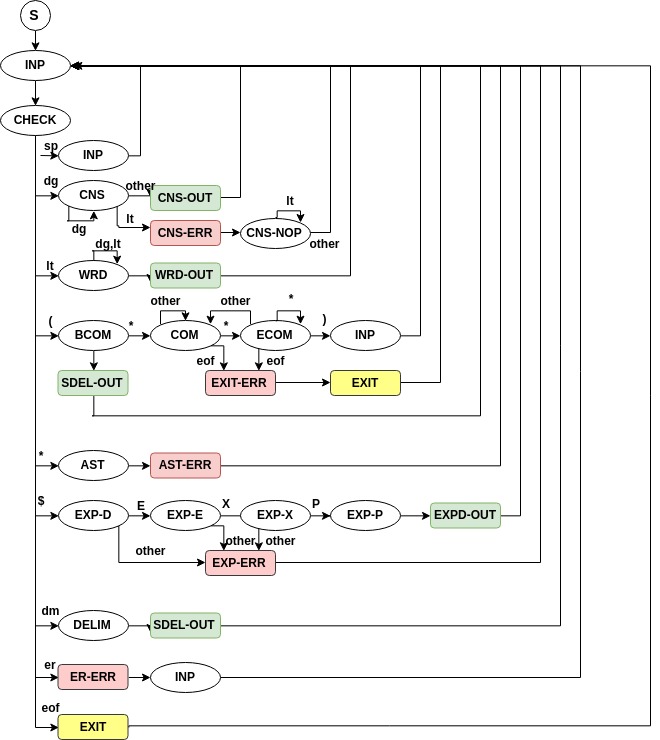 S
INP
CHECK
sp
INP
dg
CNS
other
CNS-OUT
dg
lt
CNS-ERR
CNS-NOP
lt
other
lt
WRD
dg,lt
WRD-OUT
(
BCOM
*
COM
other
*
other
ECOM
*
)
INP
eof
eof
SDEL-OUT
EXIT-ERR
EXIT
*
AST
AST-ERR
$
EXP-D
E
EXP-E
X
EXP-X
P
EXP-P
EXPD-OUT
other
other
other
EXP-ERR
dm
DELIM
SDEL-OUT
er
ER-ERR
INP
eof
EXIT